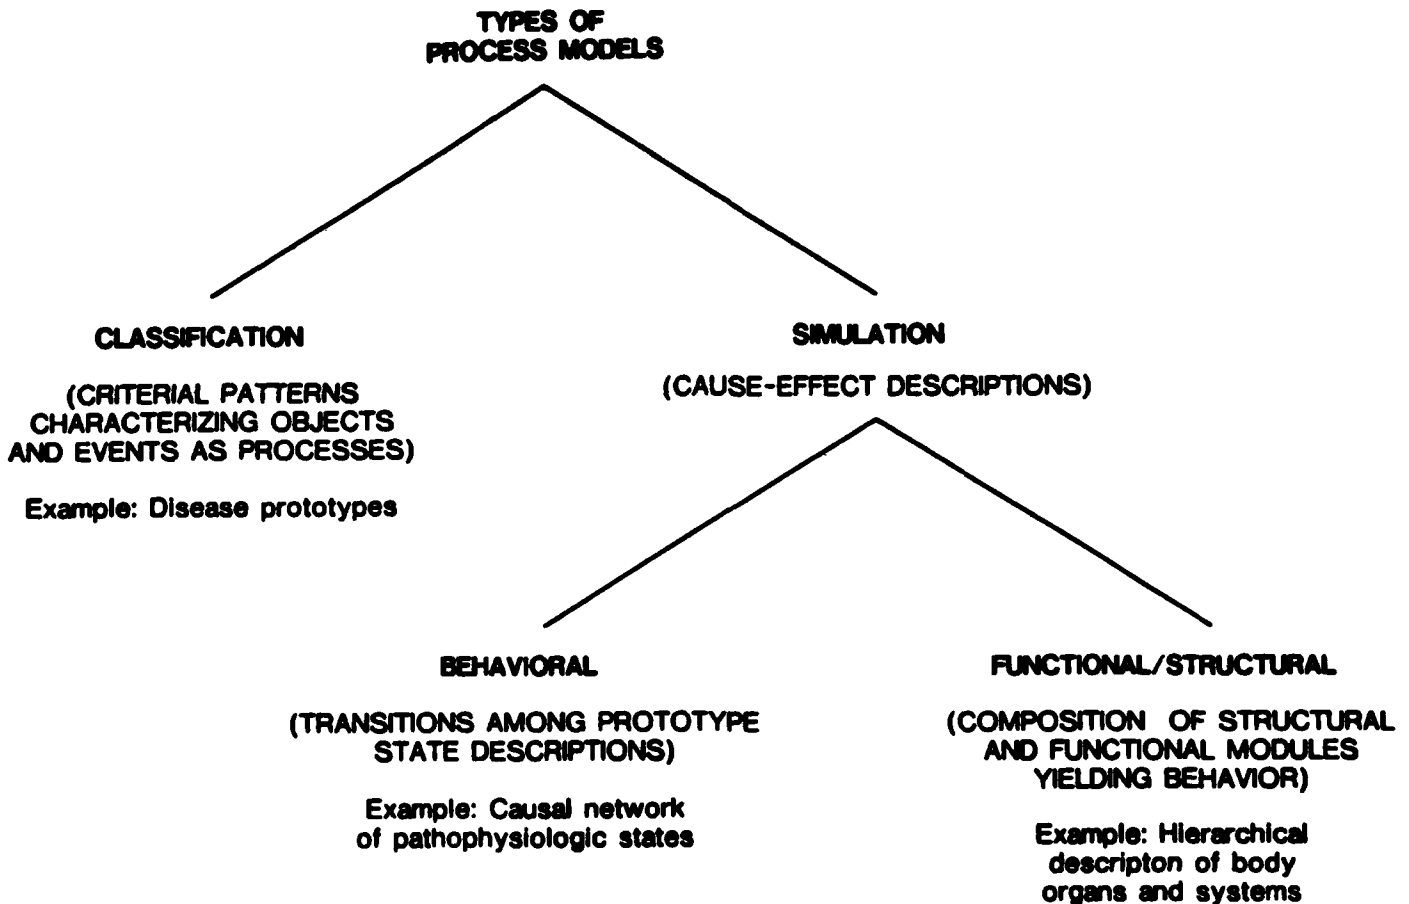 TYPES OF
PROCESS MODELS
CLASSIFICATION
(CRITERIAL PATTERNS
CHARACTERIZING OBJECTS
AND EVENTS AS PROCESSES)
Example: Disease prototypes
SIMULATION
(CAUSE-EFFECT DESCRIPTIONS)
BEHAVIORAL
(TRANSITIONS AMONG PROTOTYPE
STATE DESCRIPTIONS)
Example: Causal network
of pathophysiologic states
FUNCTIONAL/STRUCTURAL
(COMPOSITION OF STRUCTURAL
AND FUNCTIONAL MODULES
YIELDING BEHAVIOR)
Example: Hierarchical
descripton of body
organs and systems